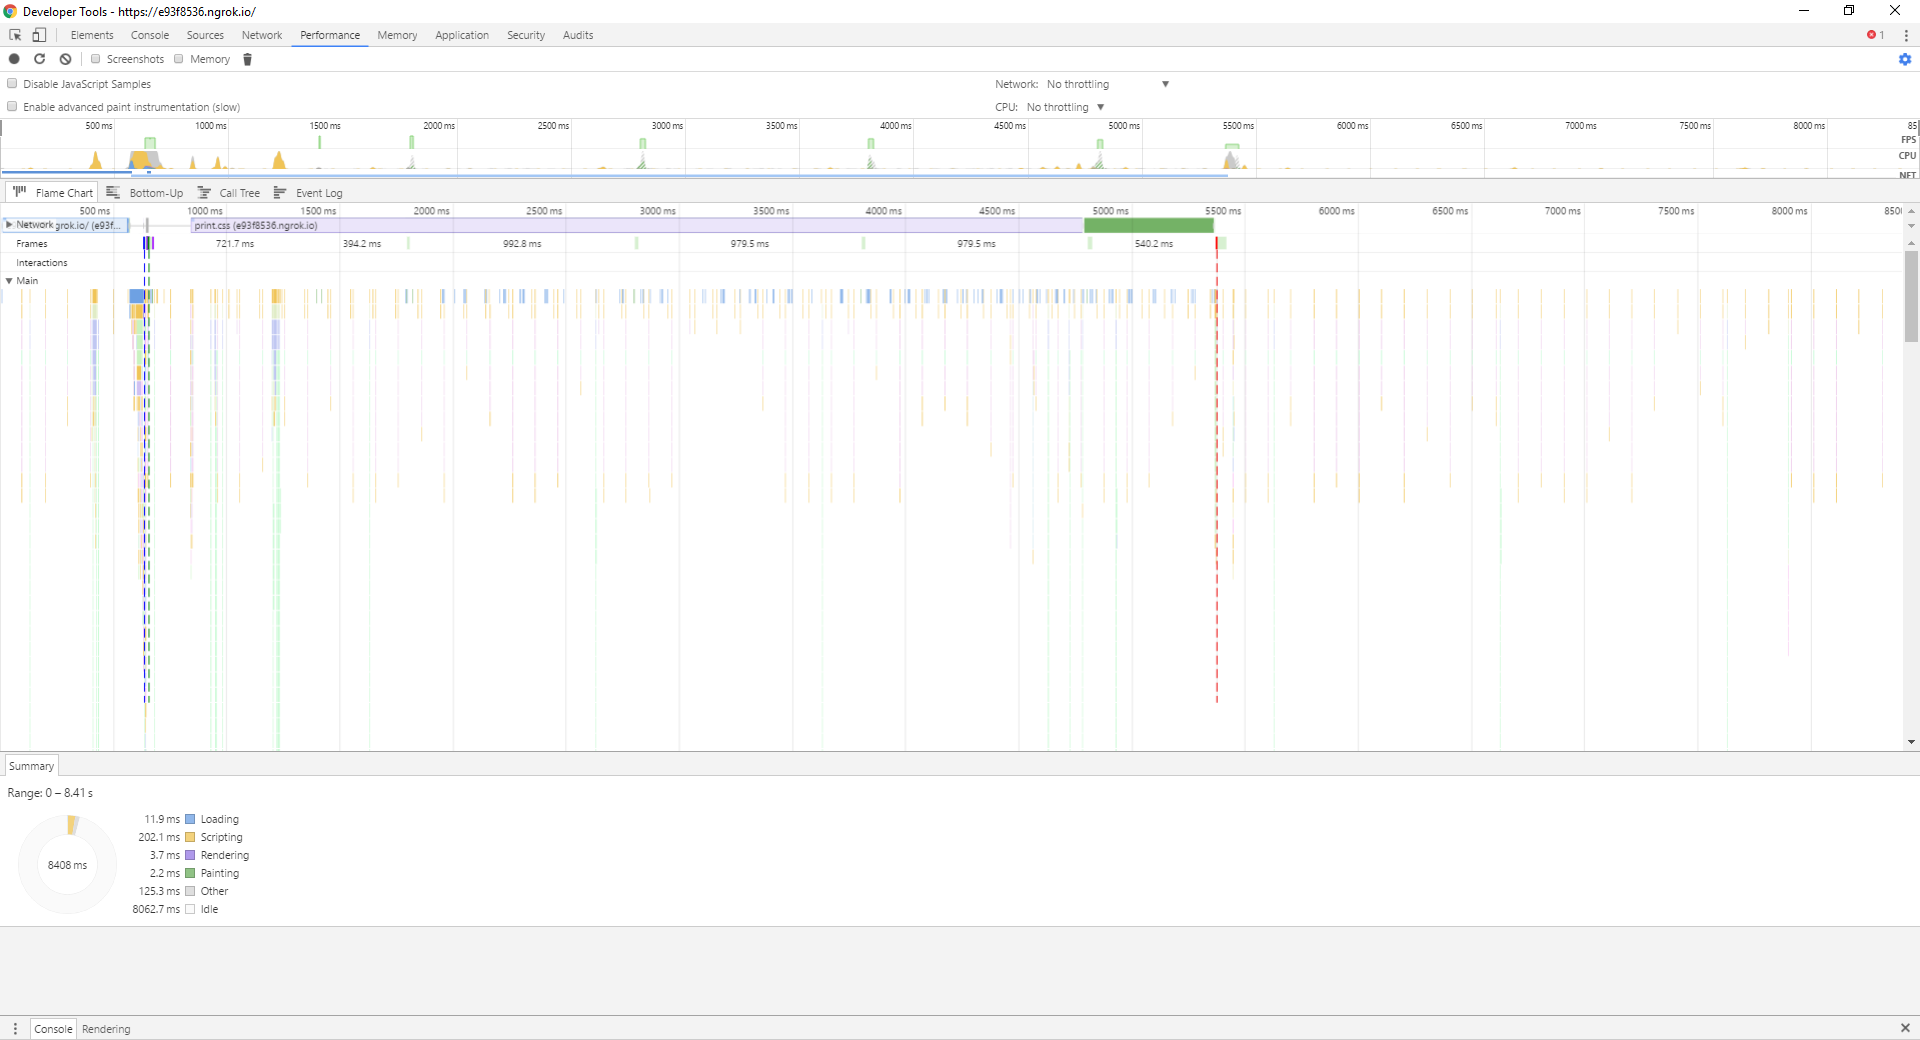 Developer Tools - https://e93f8536.ngrok.io/
Elements Console Sources Network Performance Memory Application Security Audits 1
Screenshots Memory
Disable JavaScript Samples Network: No throttling
Enable advanced paint instrumentation (slow) CPU: No throttling
500 ms 1000 ms 1500 ms 2000 ms 2500 ms 3000 ms 3500 ms 4000 ms 4500 ms 5000 ms 5500 ms 6000 ms 6500 ms 7000 ms 7500 ms 8000 ms 85
FPS
CPU
NET
Flame Chart Bottom-Up Call Tree Event Log
500 ms 1000 ms 1500 ms 2000 ms 2500 ms 3000 ms 3500 ms 4000 ms 4500 ms 5000 ms 5500 ms 6000 ms 6500 ms 7000 ms 7500 ms 8000 ms 850
Network grok.io/ (e93f... print.css (e93f8536.ngrok.io)
Frames 721.7 ms 394.2 ms 992.8 ms 979.5 ms 979.5 ms 540.2 ms
Interactions
Main
Summary
Range: 0 – 8.41 s
8408 ms
11.9 ms Loading
202.1 ms Scripting
3.7 ms Rendering
2.2 ms Painting
125.3 ms Other
8062.7 ms Idle
Console Rendering